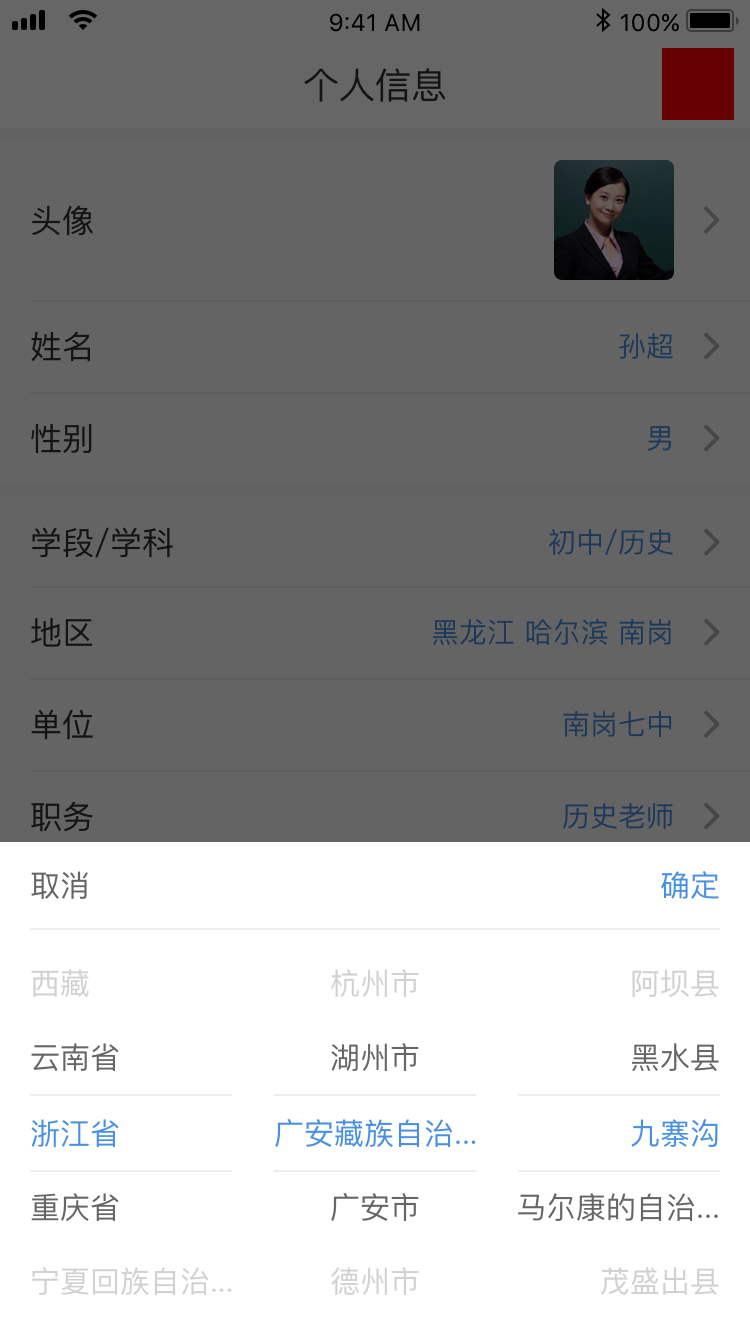 9:41 AM 100%
个人信息
头像
姓名 孙超
性别 男
学段/学科 初中/历史
地区 黑龙江 哈尔滨 南岗
单位 南岗七中
职务 历史老师
取消 确定
西藏 杭州市 阿坝县
云南省 湖州市 黑水县
浙江省 广安藏族自治... 九寨沟
重庆省 广安市 马尔康的自治...
宁夏回族自治... 德州市 茂盛出县